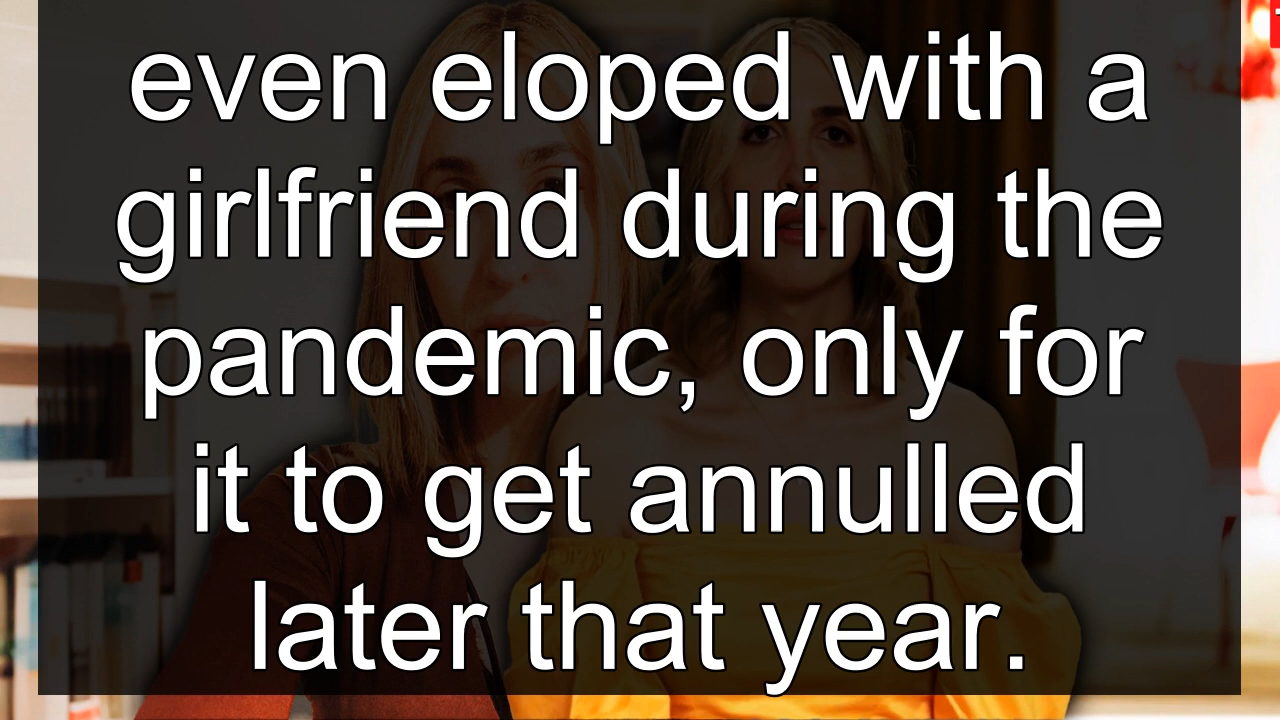 even eloped with a
girlfriend during the
pandemic, only for
it to get annulled
later that year.